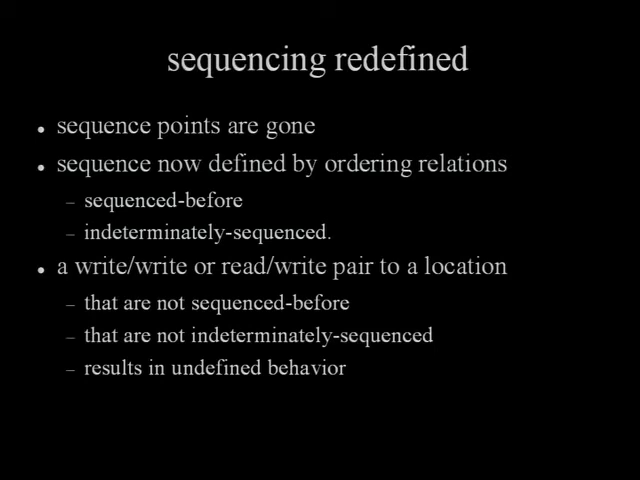 sequencing redefined
• sequence points are gone
• sequence now defined by ordering relations
– sequenced-before
– indeterminately-sequenced.
• a write/write or read/write pair to a location
– that are not sequenced-before
– that are not indeterminately-sequenced
– results in undefined behavior